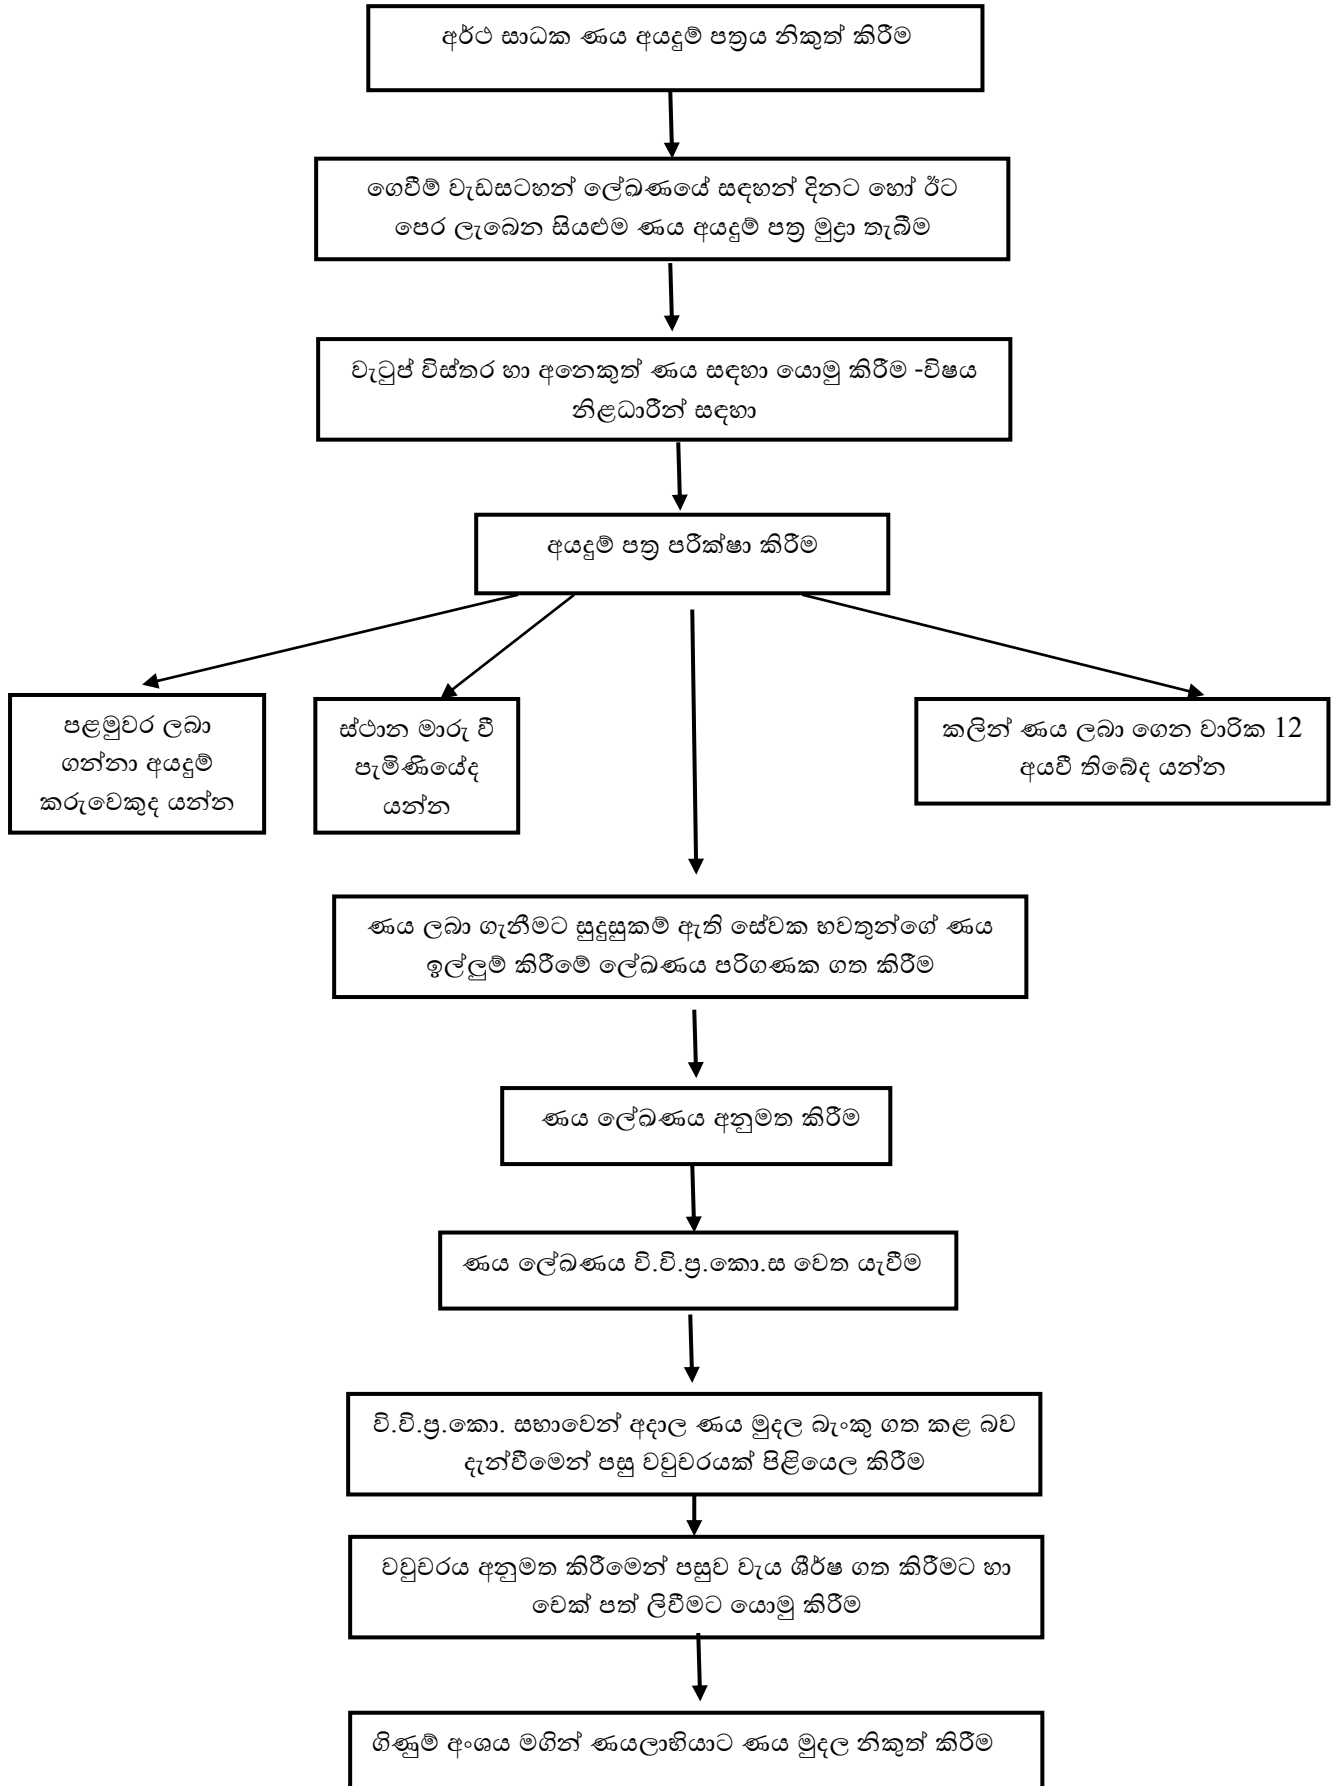 අර්ථ සාධක ණය අයදුම් පත්‍රය නිකුත් කිරීම
ගෙවීම් වැඩසටහන් ලේඛණයේ සඳහන් දිනට හෝ ඊට
පෙර ලැබෙන සියළුම ණය අයදුම් පත්‍ර මුද්‍රා තැබීම
වැටුප් විස්තර හා අනෙකුත් ණය සඳහා යොමු කිරීම -විෂය
නිළධාරීන් සඳහා
අයදුම් පත්‍ර පරීක්ෂා කිරීම
පළමුවර ලබා
ගන්නා අයදුම්
කරුවෙකුද යන්න
ස්ථාන මාරු වී
පැමිණියේද
යන්න
කලින් ණය ලබා ගෙන වාරික 12
අයවී තිබේද යන්න
ණය ලබා ගැනීමට සුදුසුකම් ඇති සේවක භවතුන්ගේ ණය
ඉල්ලුම් කිරීමේ ලේඛණය පරිගණක ගත කිරීම
ණය ලේඛණය අනුමත කිරීම
ණය ලේඛණය වි.වි.ප්‍ර.කො.ස වෙත යැවීම
වි.වි.ප්‍ර.කො. සභාවෙන් අදාල ණය මුදල බැංකු ගත කළ බව
දැන්වීමෙන් පසු වවුචරයක් පිළියෙල කිරීම
වවුචරය අනුමත කිරීමෙන් පසුව වැය ශීර්ෂ ගත කිරීමට හා
චෙක් පත් ලිවීමට යොමු කිරීම
ගිණුම් අංශය මගින් ණයලාභියාට ණය මුදල නිකුත් කිරීම